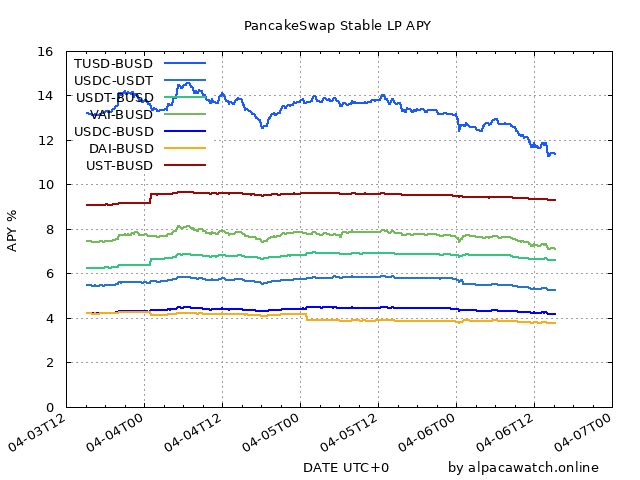 PancakeSwap Stable LP APY
16
14
12
10
8
6
4
2
0
APY %
TUSD-BUSD
USDC-USDT
USDT-BUSD
VAI-BUSD
USDC-BUSD
DAI-BUSD
UST-BUSD
04-03T12
04-04T00
04-04T12
04-05T00
04-05T12
04-06T00
04-06T12
04-07T00
DATE UTC+0
by alpacawatch.online